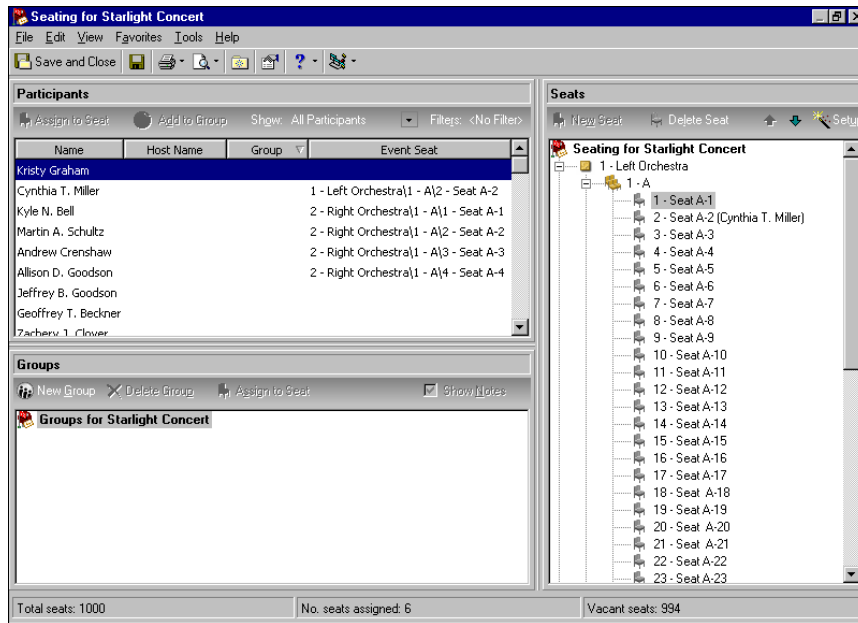 Seating for Starlight Concert
File Edit View Favorites Tools Help
Save and Close
Participants
Assign to Seat Add to Group Show: All Participants Filters: <No Filter>
Name Host Name Group Event Seat
Kristy Graham
Cynthia T. Miller 1 - Left Orchestra\1 - A\2 - Seat A-2
Kyle N. Bell 2 - Right Orchestra\1 - A\1 - Seat A-1
Martin A. Schultz 2 - Right Orchestra\1 - A\2 - Seat A-2
Andrew Crenshaw 2 - Right Orchestra\1 - A\3 - Seat A-3
Allison D. Goodson 2 - Right Orchestra\1 - A\4 - Seat A-4
Jeffrey B. Goodson
Geoffrey T. Beckner
Zachery J. Clover
Groups
New Group Delete Group Assign to Seat Show Notes
Groups for Starlight Concert
Seats
New Seat Delete Seat Setu
Seating for Starlight Concert
1 - Left Orchestra
1 - A
1 - Seat A-1
2 - Seat A-2 (Cynthia T. Miller)
3 - Seat A-3
4 - Seat A-4
5 - Seat A-5
6 - Seat A-6
7 - Seat A-7
8 - Seat A-8
9 - Seat A-9
10 - Seat A-10
11 - Seat A-11
12 - Seat A-12
13 - Seat A-13
14 - Seat A-14
15 - Seat A-15
16 - Seat A-16
17 - Seat A-17
18 - Seat A-18
19 - Seat A-19
20 - Seat A-20
21 - Seat A-21
22 - Seat A-22
23 - Seat A-23
Total seats: 1000 No. seats assigned: 6 Vacant seats: 994